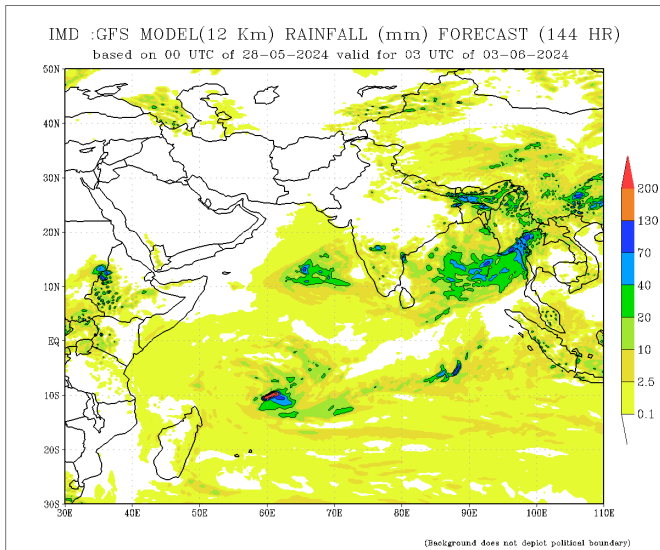 IMD :GFS MODEL(12 Km) RAINFALL (mm) FORECAST (144 HR)
based on 00 UTC of 28-05-2024 valid for 03 UTC of 03-06-2024
50N
40N
30N
20N
10N
EQ
10S
20S
30S
30E 40E 50E 60E 70E 80E 90E 100E 110E
200
130
70
40
20
10
2.5
0.1
(Background does not depict political boundary)